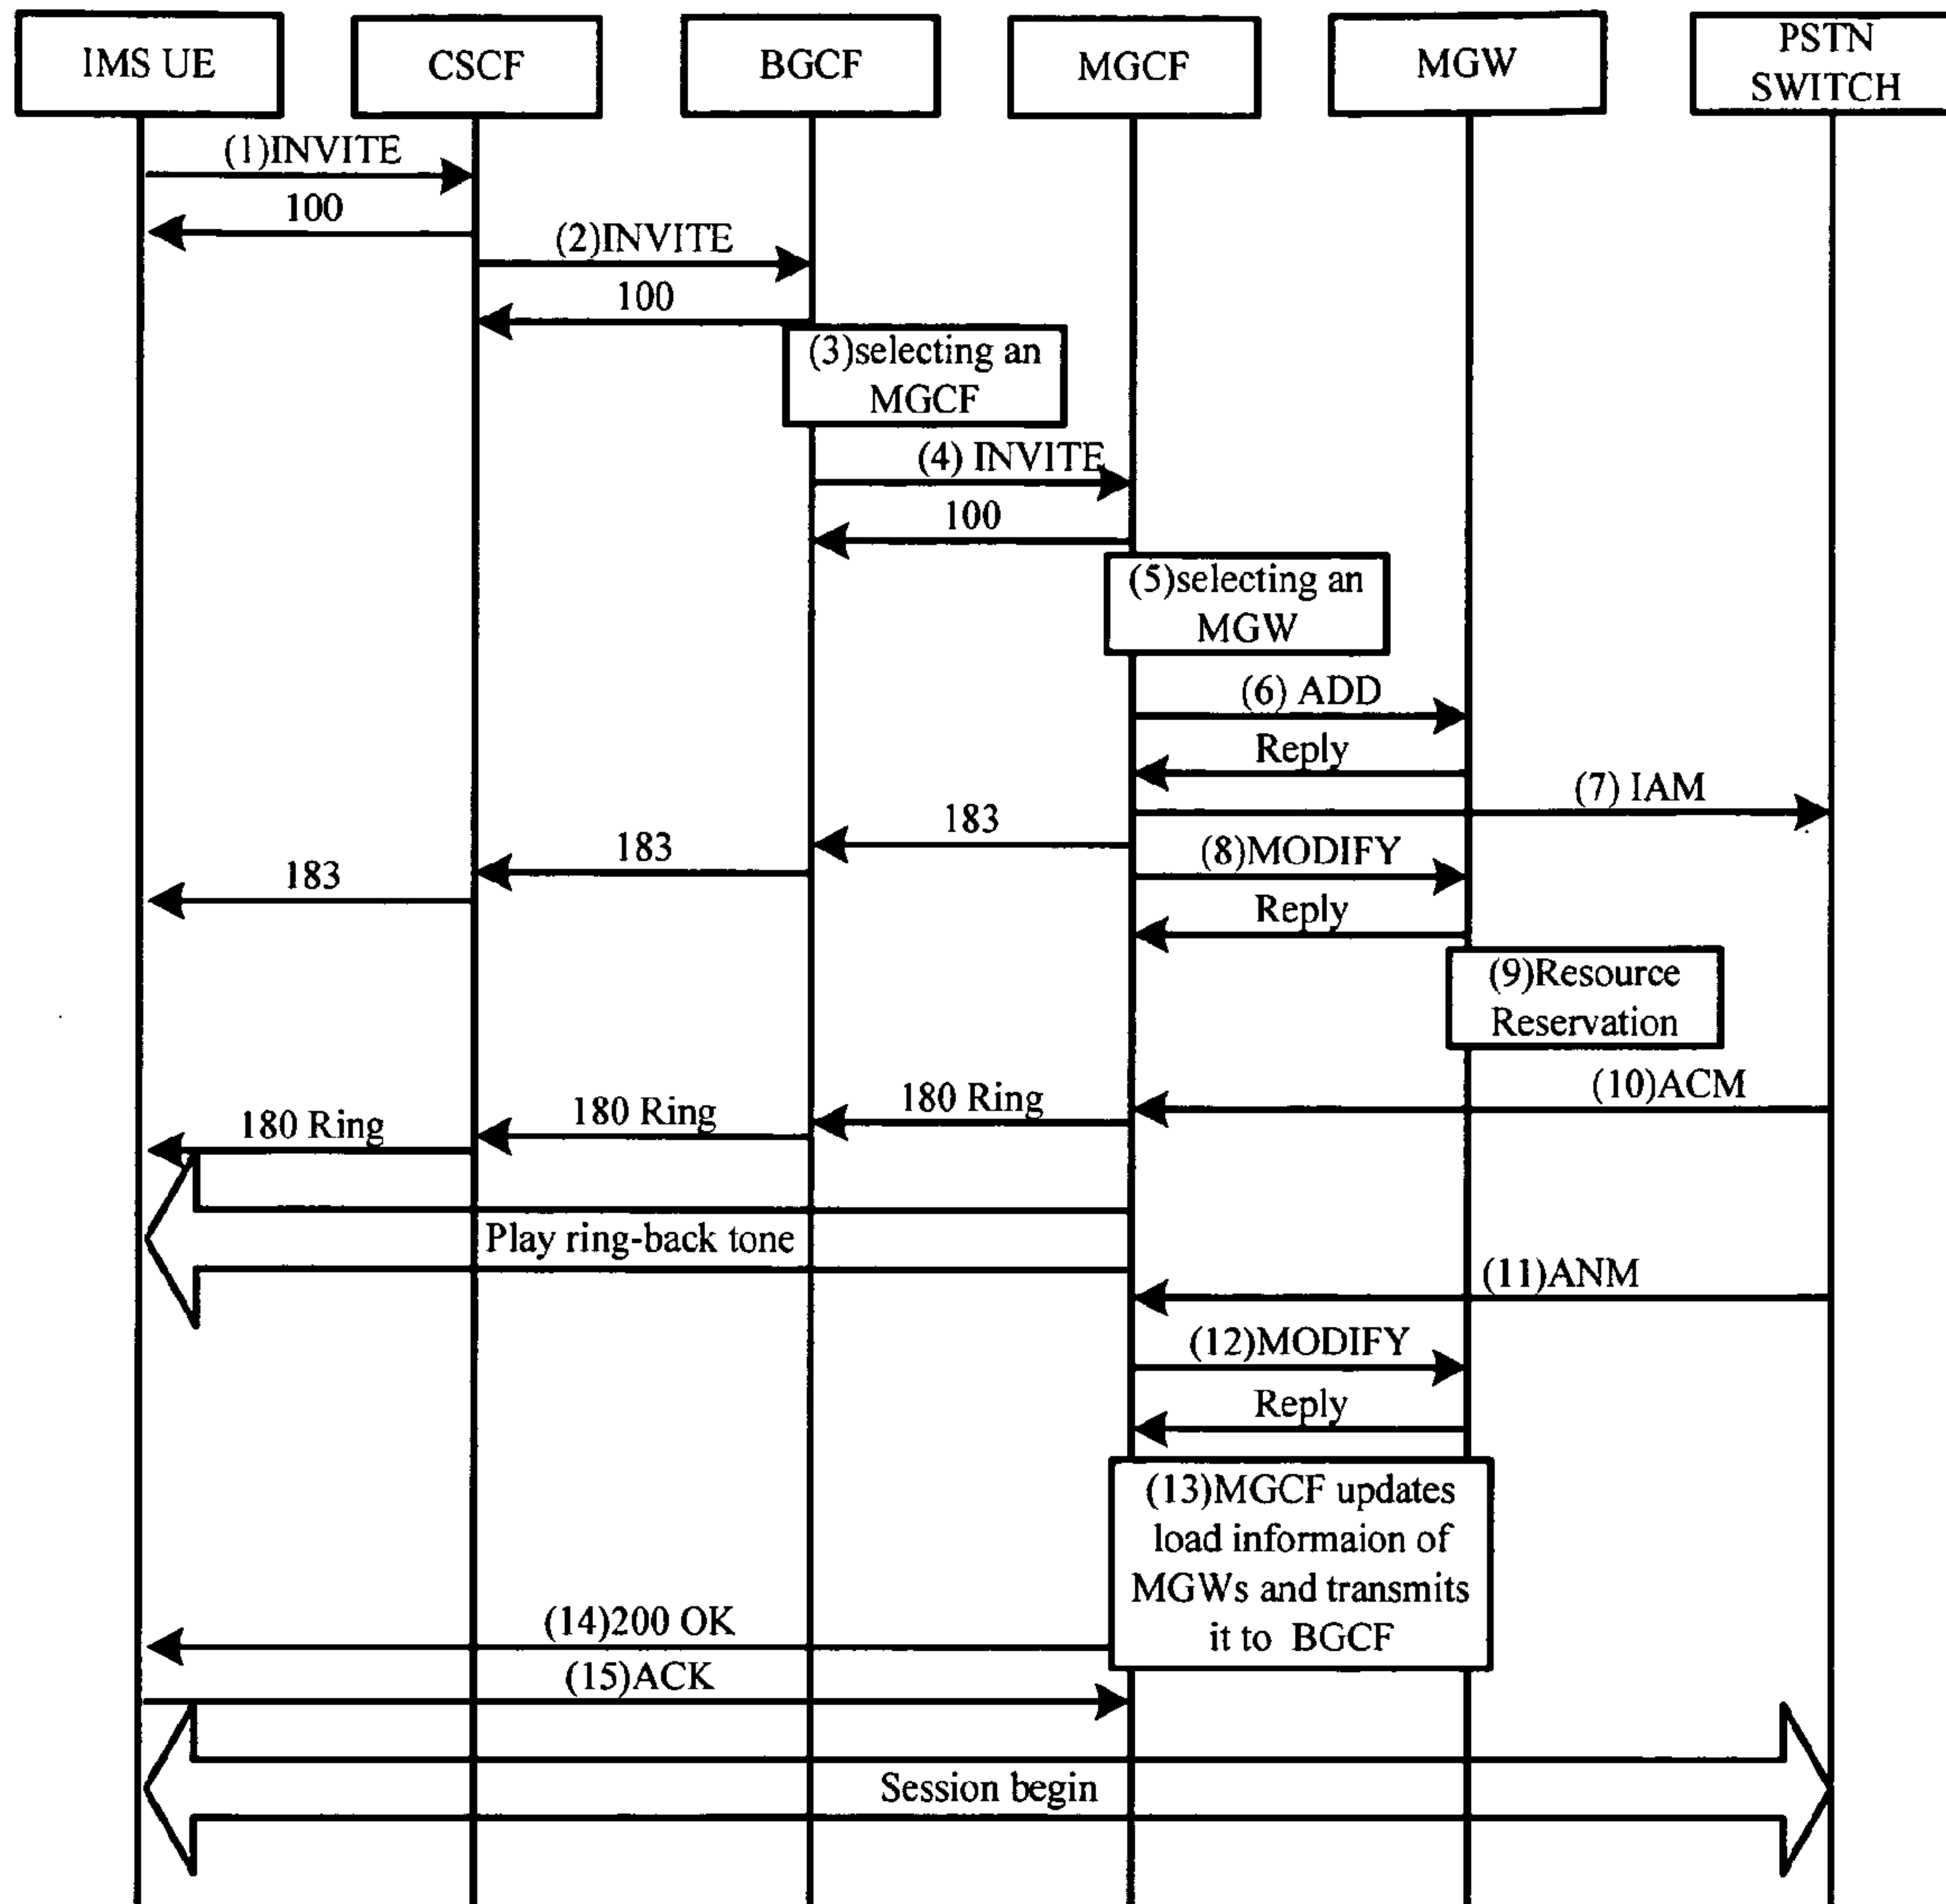 IMS UE
CSCF
BGCF
MGCF
MGW
PSTN
SWITCH
(1)INVITE
100
(2)INVITE
100
(3)selecting an
MGCF
(4) INVITE
100
(5)selecting an
MGW
(6) ADD
Reply
(7) IAM
183
183
183
(8)MODIFY
Reply
(9)Resource
Reservation
(10)ACM
180 Ring
180 Ring
180 Ring
Play ring-back tone
(11)ANM
(12)MODIFY
Reply
(13)MGCF updates
load informaion of
MGWs and transmits
it to BGCF
(14)200 OK
(15)ACK
Session begin